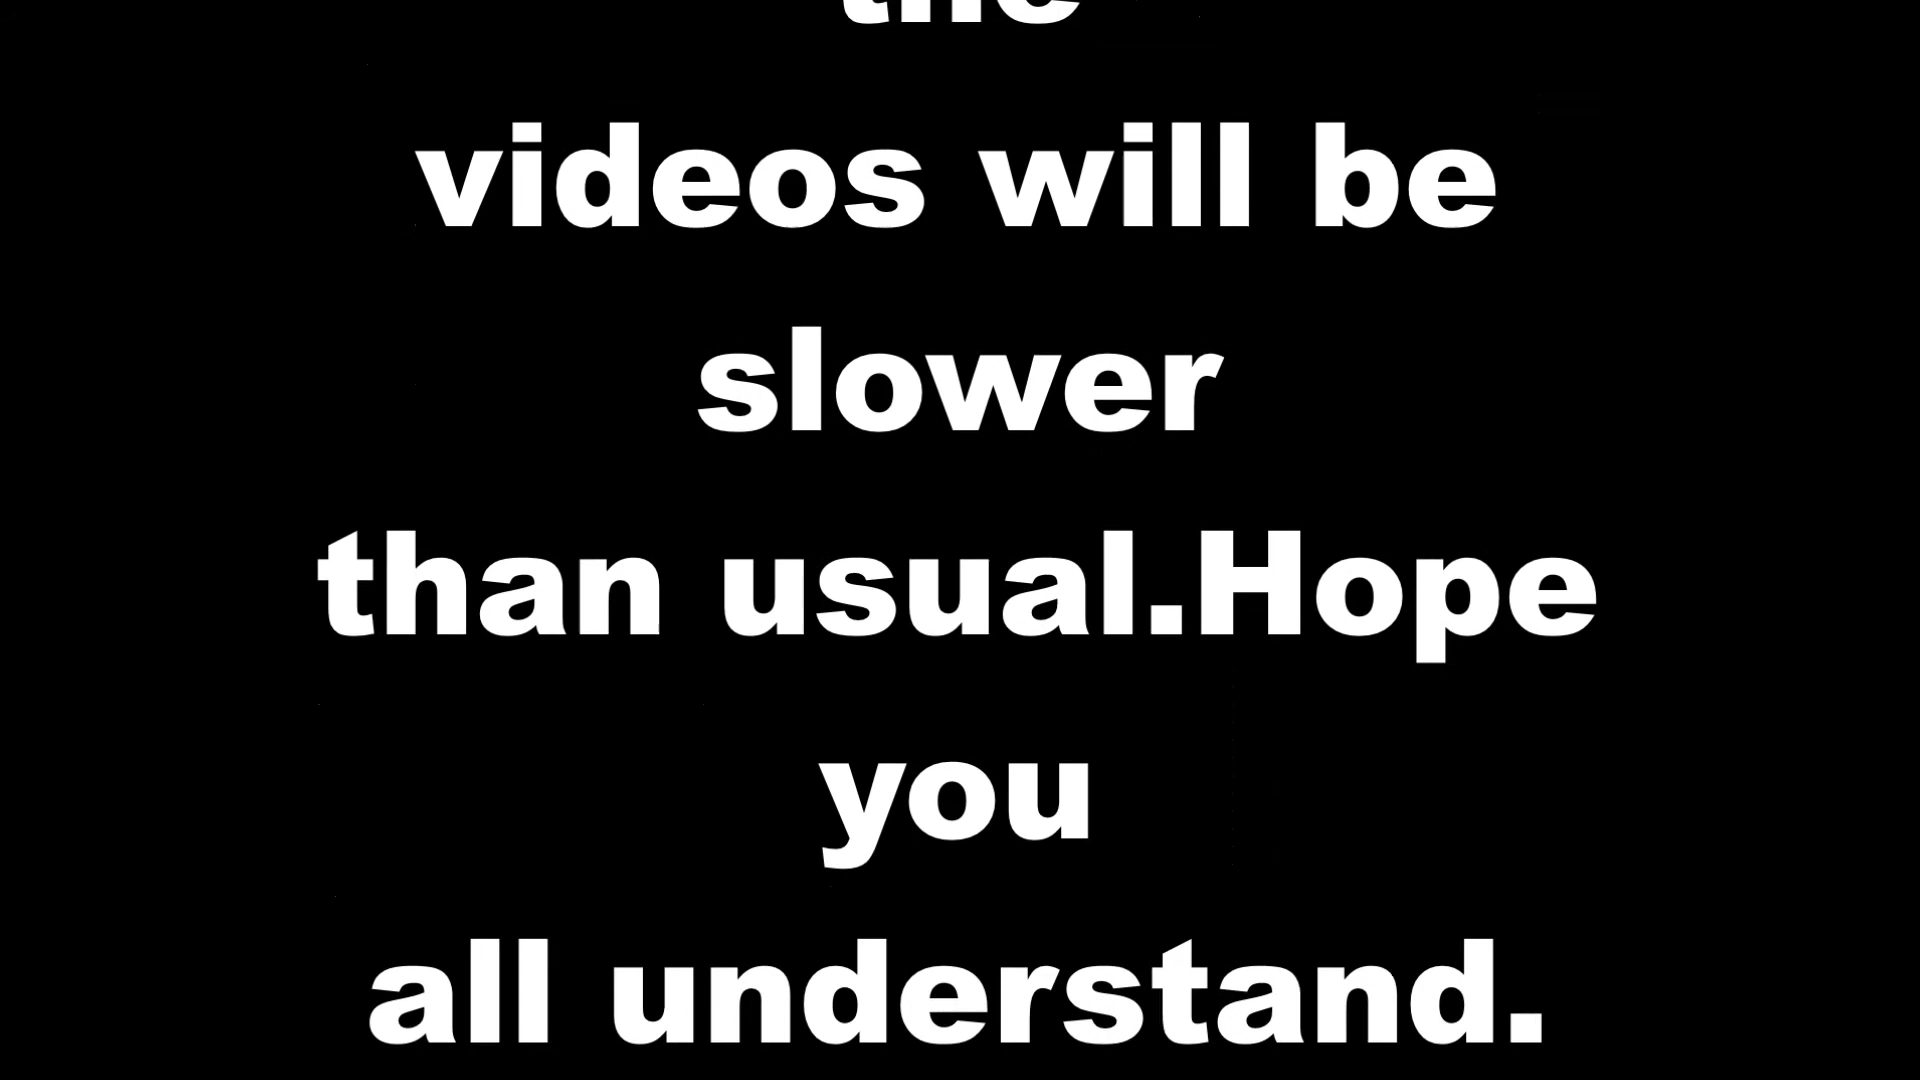 the
videos will be
slower
than usual.Hope
you
all understand.